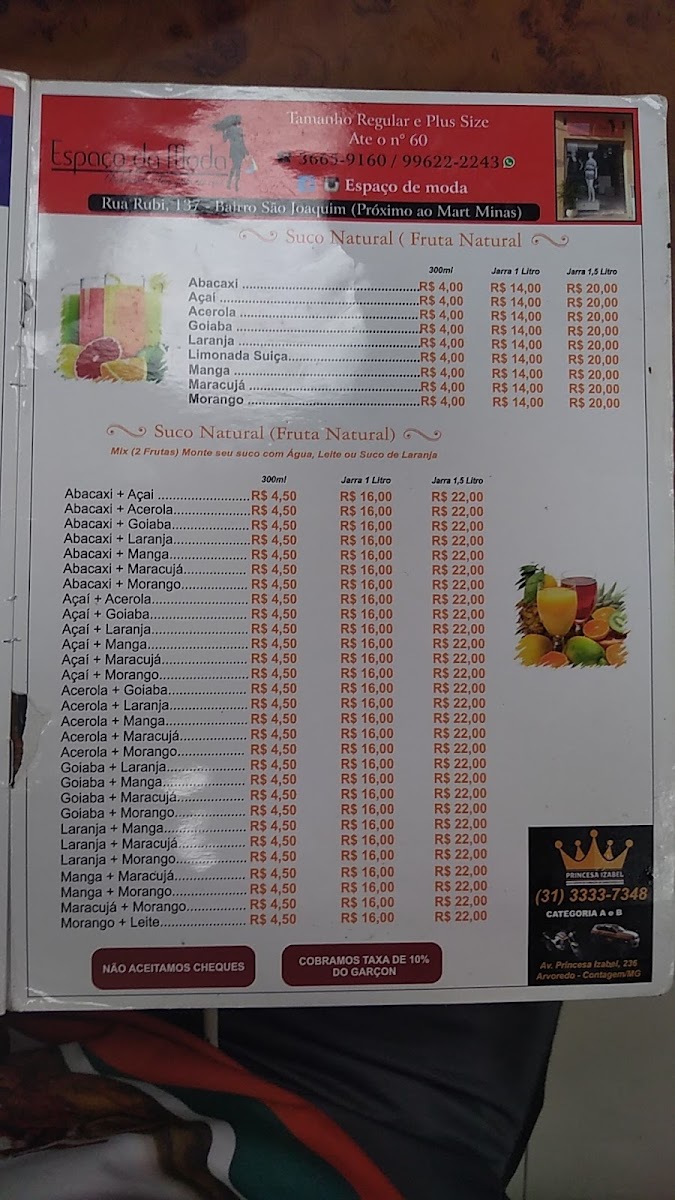 Tamanho Regular e Plus Size
Ate o n° 60
Espaço da Moda
3665-9160 / 99622-2243
Espaço de moda
Rua Rubi, 137 - Bairro São Joaquim (Próximo ao Mart Minas)
Suco Natural ( Fruta Natural
300ml Jarra 1 Litro Jarra 1,5 Litro
Abacaxi ................ R$ 4,00 R$ 14,00 R$ 20,00
Açaí ................ R$ 4,00 R$ 14,00 R$ 20,00
Acerola ................ R$ 4,00 R$ 14,00 R$ 20,00
Goiaba ................ R$ 4,00 R$ 14,00 R$ 20,00
Laranja ................ R$ 4,00 R$ 14,00 R$ 20,00
Limonada Suiça................ R$ 4,00 R$ 14,00 R$ 20,00
Manga ................ R$ 4,00 R$ 14,00 R$ 20,00
Maracujá ................ R$ 4,00 R$ 14,00 R$ 20,00
Morango ................ R$ 4,00 R$ 14,00 R$ 20,00
Suco Natural (Fruta Natural)
Mix (2 Frutas) Monte seu suco com Água, Leite ou Suco de Laranja
300ml Jarra 1 Litro Jarra 1,5 Litro
Abacaxi + Açai ................ R$ 4,50 R$ 16,00 R$ 22,00
Abacaxi + Acerola................ R$ 4,50 R$ 16,00 R$ 22,00
Abacaxi + Goiaba................ R$ 4,50 R$ 16,00 R$ 22,00
Abacaxi + Laranja................ R$ 4,50 R$ 16,00 R$ 22,00
Abacaxi + Manga................ R$ 4,50 R$ 16,00 R$ 22,00
Abacaxi + Maracujá................ R$ 4,50 R$ 16,00 R$ 22,00
Abacaxi + Morango................ R$ 4,50 R$ 16,00 R$ 22,00
Açaí + Acerola................ R$ 4,50 R$ 16,00 R$ 22,00
Açaí + Goiaba................ R$ 4,50 R$ 16,00 R$ 22,00
Açaí + Laranja................ R$ 4,50 R$ 16,00 R$ 22,00
Açaí + Manga................ R$ 4,50 R$ 16,00 R$ 22,00
Açaí + Maracujá................ R$ 4,50 R$ 16,00 R$ 22,00
Açaí + Morango................ R$ 4,50 R$ 16,00 R$ 22,00
Acerola + Goiaba................ R$ 4,50 R$ 16,00 R$ 22,00
Acerola + Laranja................ R$ 4,50 R$ 16,00 R$ 22,00
Acerola + Manga................ R$ 4,50 R$ 16,00 R$ 22,00
Acerola + Maracujá................ R$ 4,50 R$ 16,00 R$ 22,00
Acerola + Morango................ R$ 4,50 R$ 16,00 R$ 22,00
Goiaba + Laranja................ R$ 4,50 R$ 16,00 R$ 22,00
Goiaba + Manga................ R$ 4,50 R$ 16,00 R$ 22,00
Goiaba + Maracujá................ R$ 4,50 R$ 16,00 R$ 22,00
Goiaba + Morango................ R$ 4,50 R$ 16,00 R$ 22,00
Laranja + Manga................ R$ 4,50 R$ 16,00 R$ 22,00
Laranja + Maracujá................ R$ 4,50 R$ 16,00 R$ 22,00
Laranja + Morango................ R$ 4,50 R$ 16,00 R$ 22,00
Manga + Maracujá................ R$ 4,50 R$ 16,00 R$ 22,00
Manga + Morango................ R$ 4,50 R$ 16,00 R$ 22,00
Maracujá + Morango................ R$ 4,50 R$ 16,00 R$ 22,00
Morango + Leite................ R$ 4,50 R$ 16,00 R$ 22,00
NÃO ACEITAMOS CHEQUES
COBRAMOS TAXA DE 10%
DO GARÇON
PRINCESA IZABEL
(31) 3333-7348
CATEGORIA A e B
Av. Princesa Izabel, 236
Arvoredo - Contagem/MG